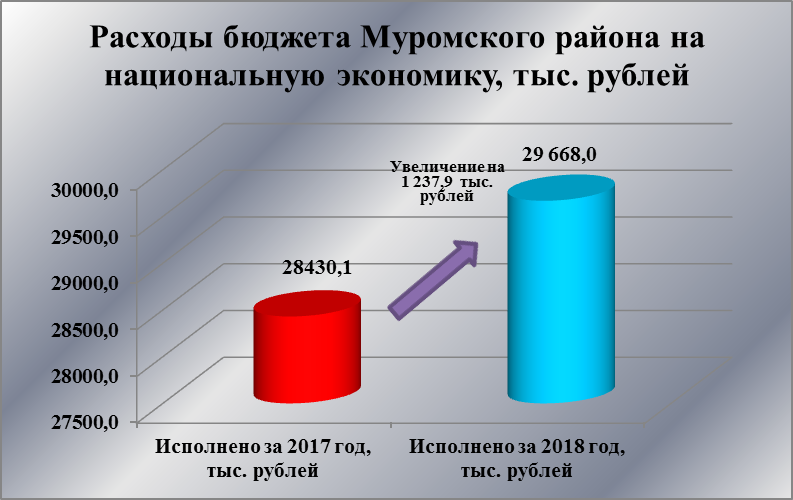 Расходы бюджета Муромского района на
национальную экономику, тыс. рублей
29 668,0
Увеличение на
1 237,9 тыс.
рублей
28430,1
30000,0
29500,0
29000,0
28500,0
28000,0
27500,0
Исполнено за 2017 год,
тыс. рублей
Исполнено за 2018 год,
тыс. рублей